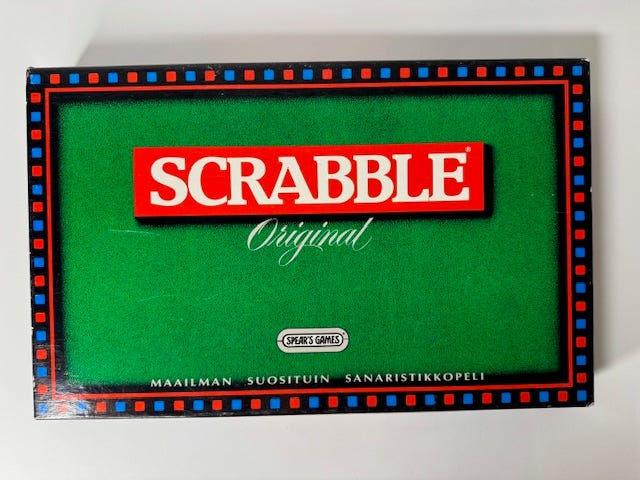 SCRABBLE®
Original
SPEAR'S GAMES®
MAAILMAN SUOSITUIN SANARISTIKKOPELI